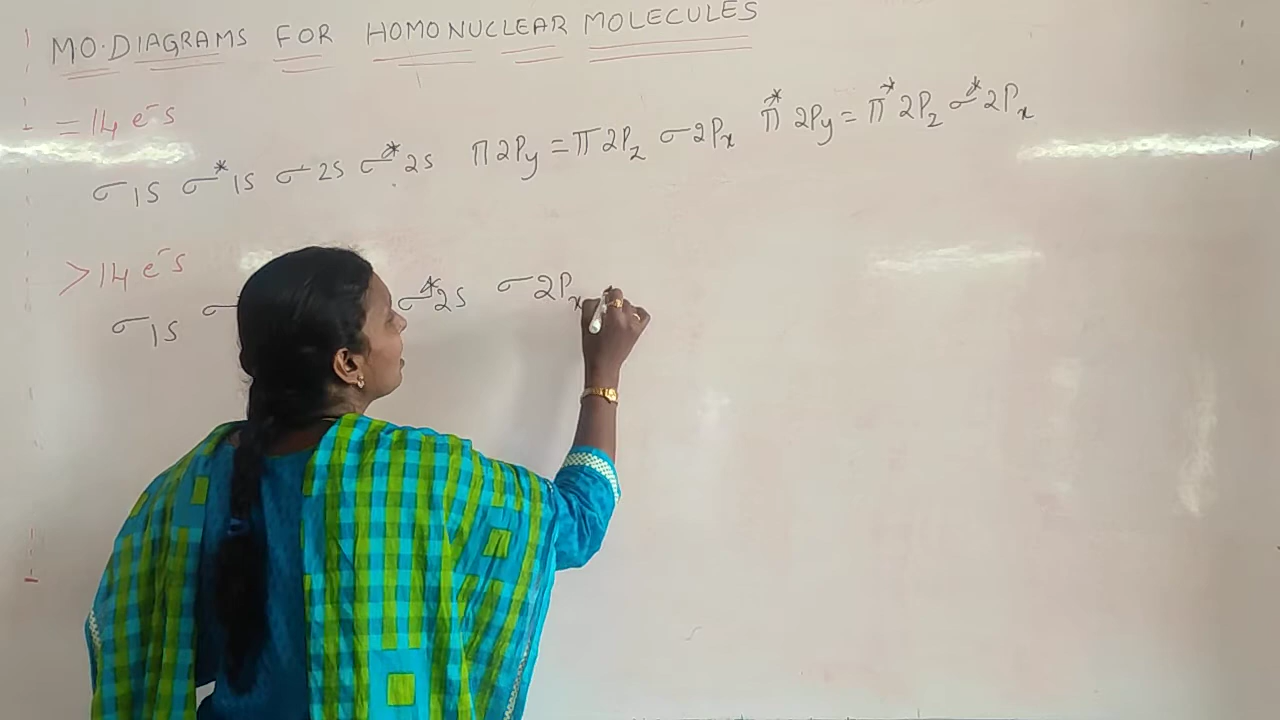 MO.DIAGRAMS FOR HOMONUCLEAR MOLECULES
= 14 e⁻s
σ1s σ*1s σ2s σ*2s π2Py = π2Pz σ2Px π*2Py = π*2Pz σ*2Px
> 14 e⁻s
σ1s σ σ*2s σ2Px